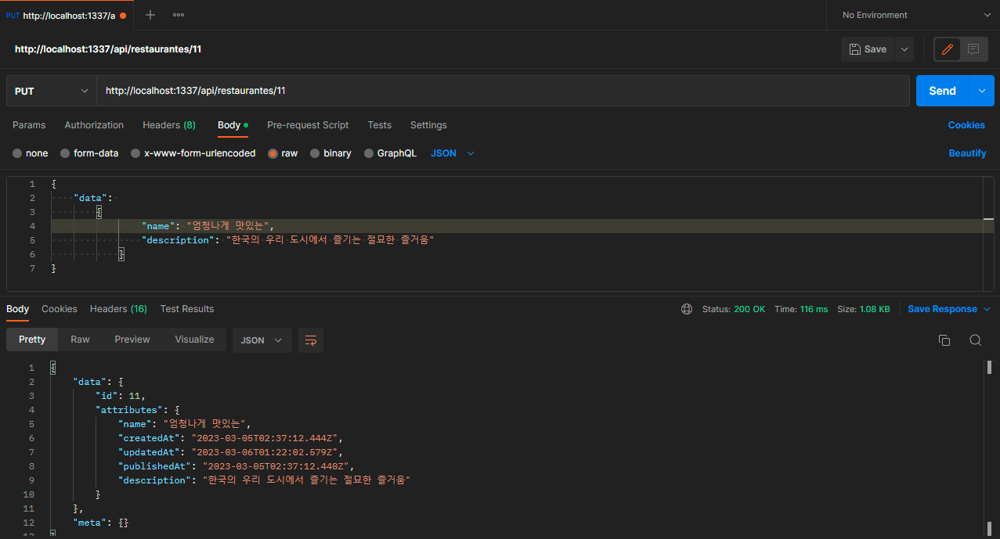 PUT http://localhost:1337/a
No Environment
http://localhost:1337/api/restaurantes/11
Save
PUT http://localhost:1337/api/restaurantes/11 Send
Params Authorization Headers (8) Body Pre-request Script Tests Settings Cookies
none form-data x-www-form-urlencoded raw binary GraphQL JSON Beautify
1 {
2 "data":
3 {
4 "name": "엄청나게 맛있는",
5 "description": "한국의 우리 도시에서 즐기는 절묘한 즐거움"
6 }
7 }
Body Cookies Headers (16) Test Results Status: 200 OK Time: 116 ms Size: 1.08 KB Save Response
Pretty Raw Preview Visualize JSON
1 {
2 "data": {
3 "id": 11,
4 "attributes": {
5 "name": "엄청나게 맛있는",
6 "createdAt": "2023-03-05T02:37:12.444Z",
7 "updatedAt": "2023-03-06T01:22:02.579Z",
8 "publishedAt": "2023-03-05T02:37:12.440Z",
9 "description": "한국의 우리 도시에서 즐기는 절묘한 즐거움"
10 }
11 },
12 "meta": {}
13 }